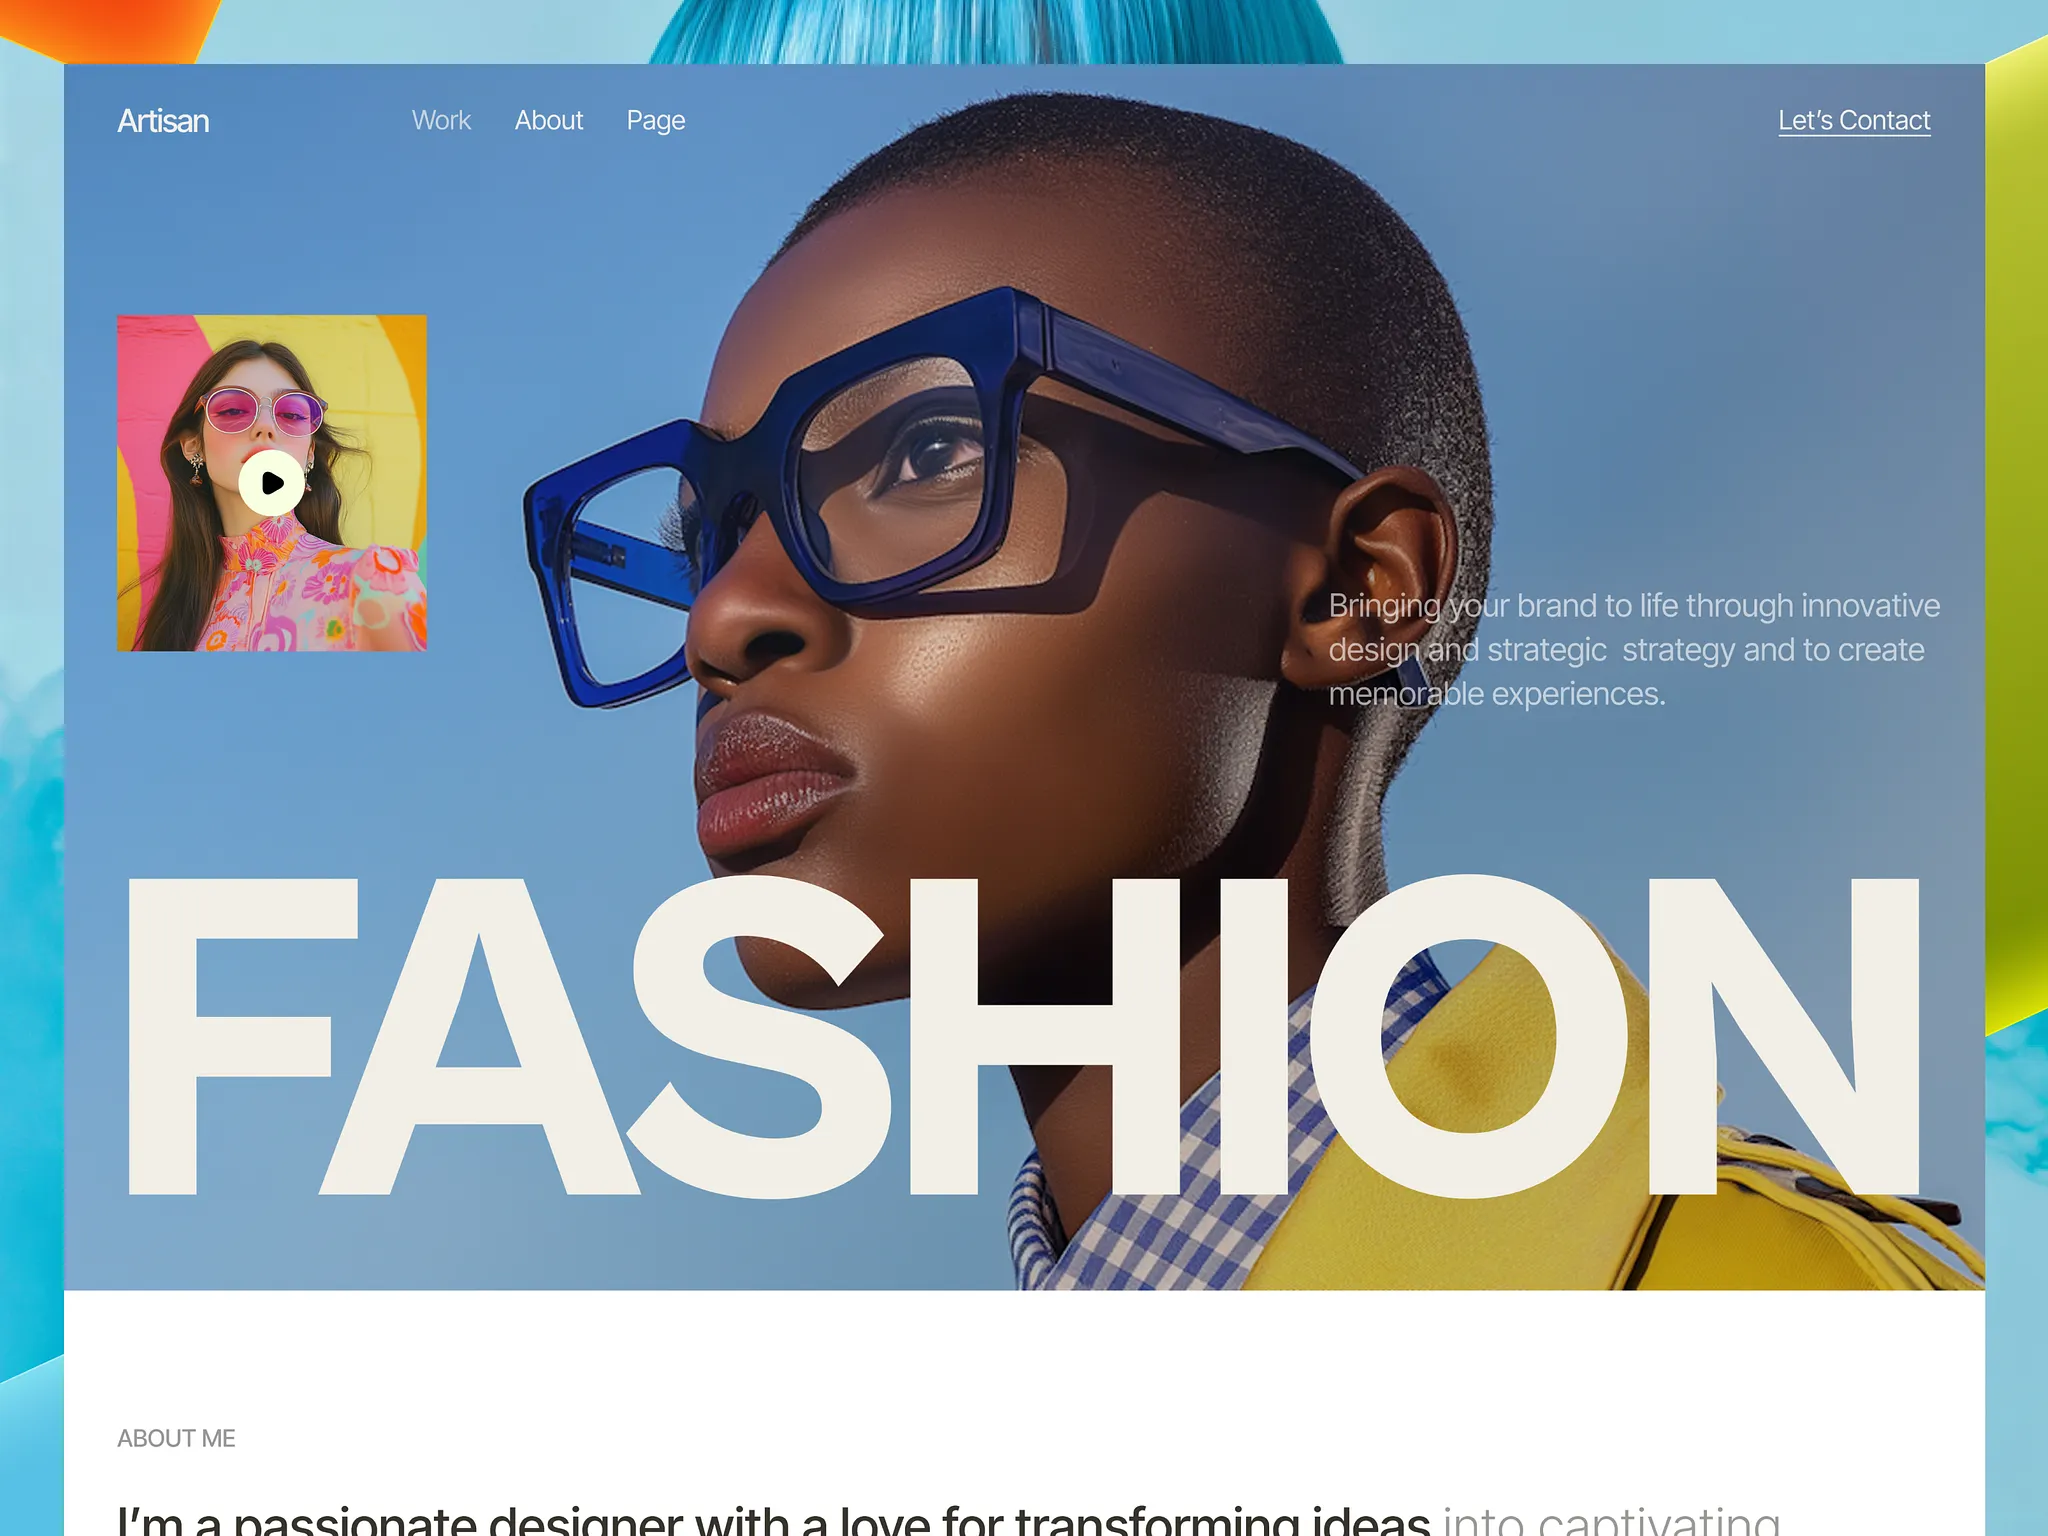 Artisan
Work
About
Page
Let’s Contact
Bringing your brand to life through innovative
design and strategic  strategy and to create
memorable experiences.
FASHION
ABOUT ME
I’m a passionate designer with a love for transforming ideas into captivating